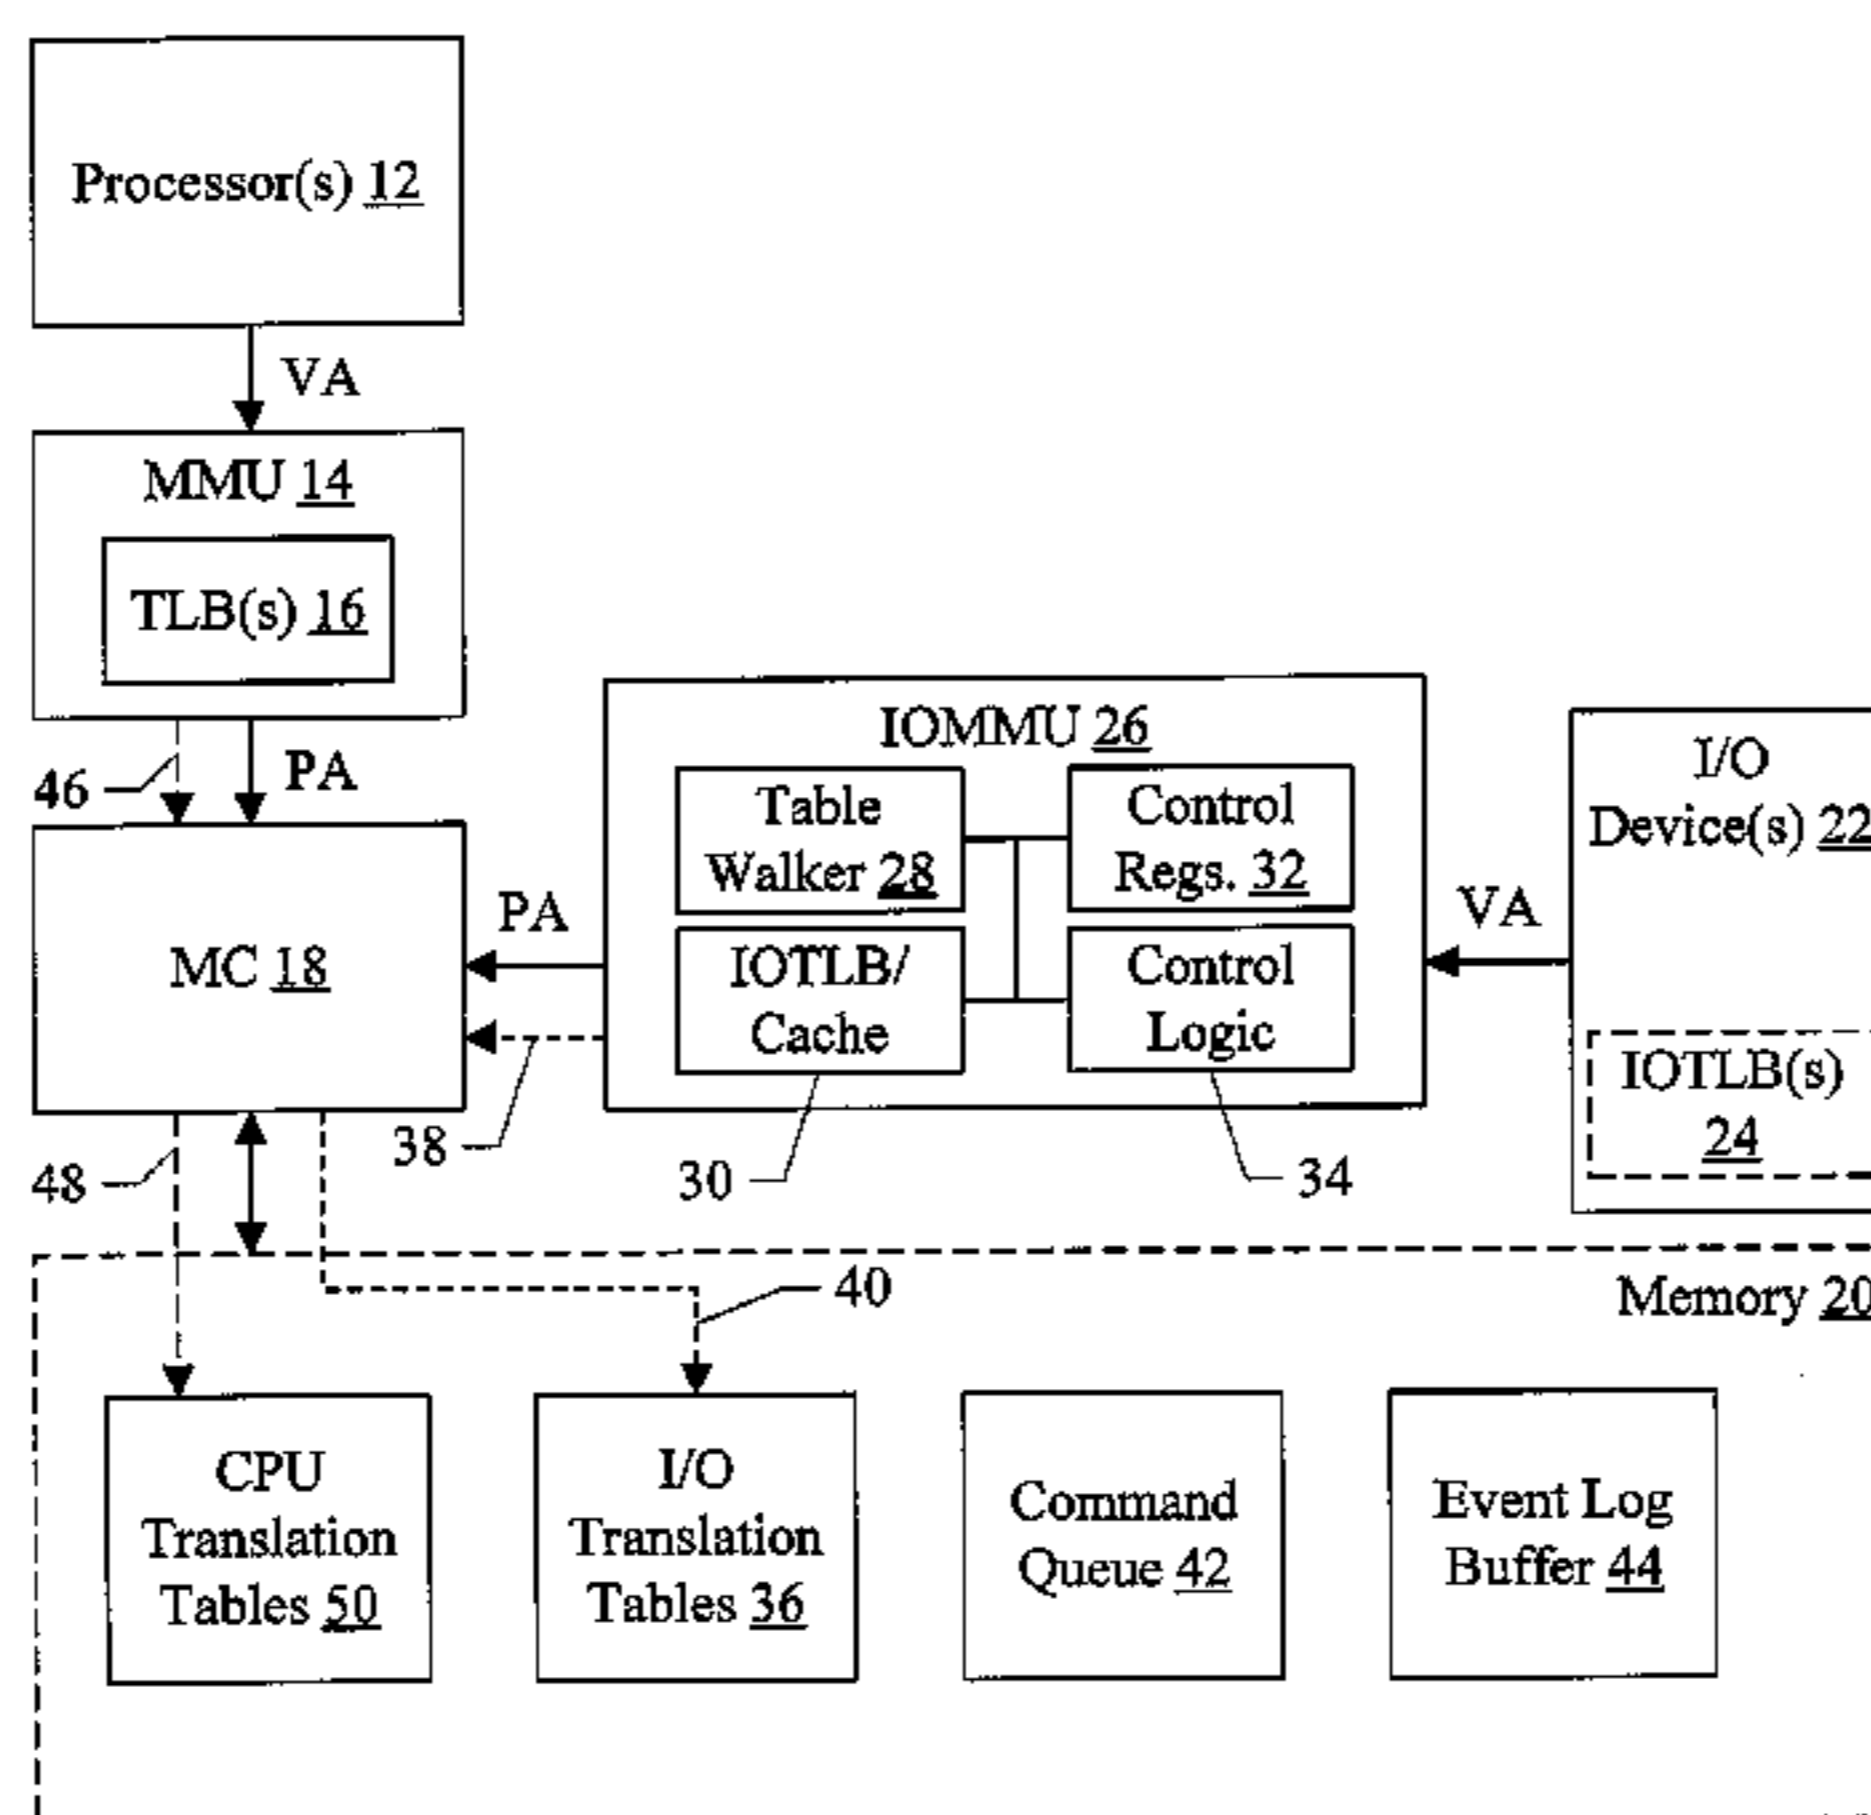 Processor(s) 12
VA
MMU 14
TLB(s) 16
46
PA
MC 18
PA
38
48
IOMMU 26
Table
Walker 28
Control
Regs. 32
IOTLB/
Cache
Control
Logic
30
34
VA
I/O
Device(s) 22
IOTLB(s)
24
40
Memory 20
CPU
Translation
Tables 50
I/O
Translation
Tables 36
Command
Queue 42
Event Log
Buffer 44